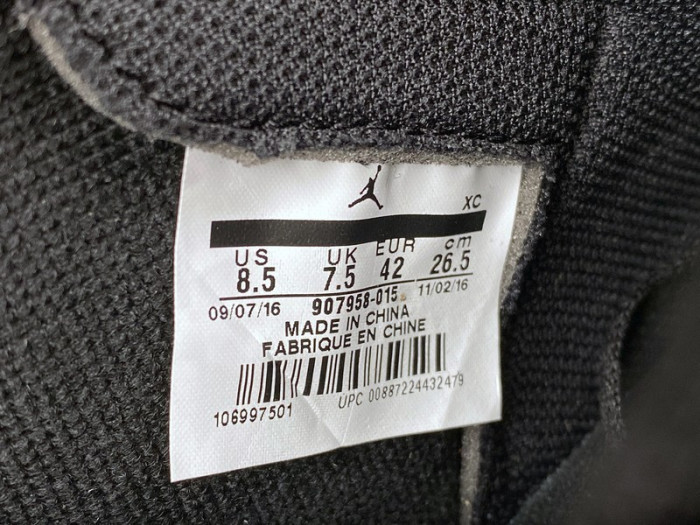 XC
US UK EUR cm
8.5 7.5 42 26.5
09/07/16 907958-015 11/02/16
MADE IN CHINA
FABRIQUE EN CHINE
106997501 UPC 00887224432479